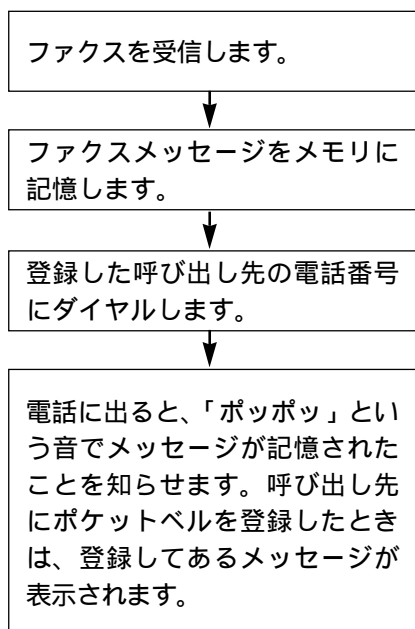 ファクスを受信します。
ファクスメッセージをメモリに
記憶します。
登録した呼び出し先の電話番号
にダイヤルします。
電話に出ると、「ポッポッ」とい
う音でメッセージが記憶された
ことを知らせます。呼び出し先
にポケットベルを登録したとき
は、登録してあるメッセージが
表示されます。